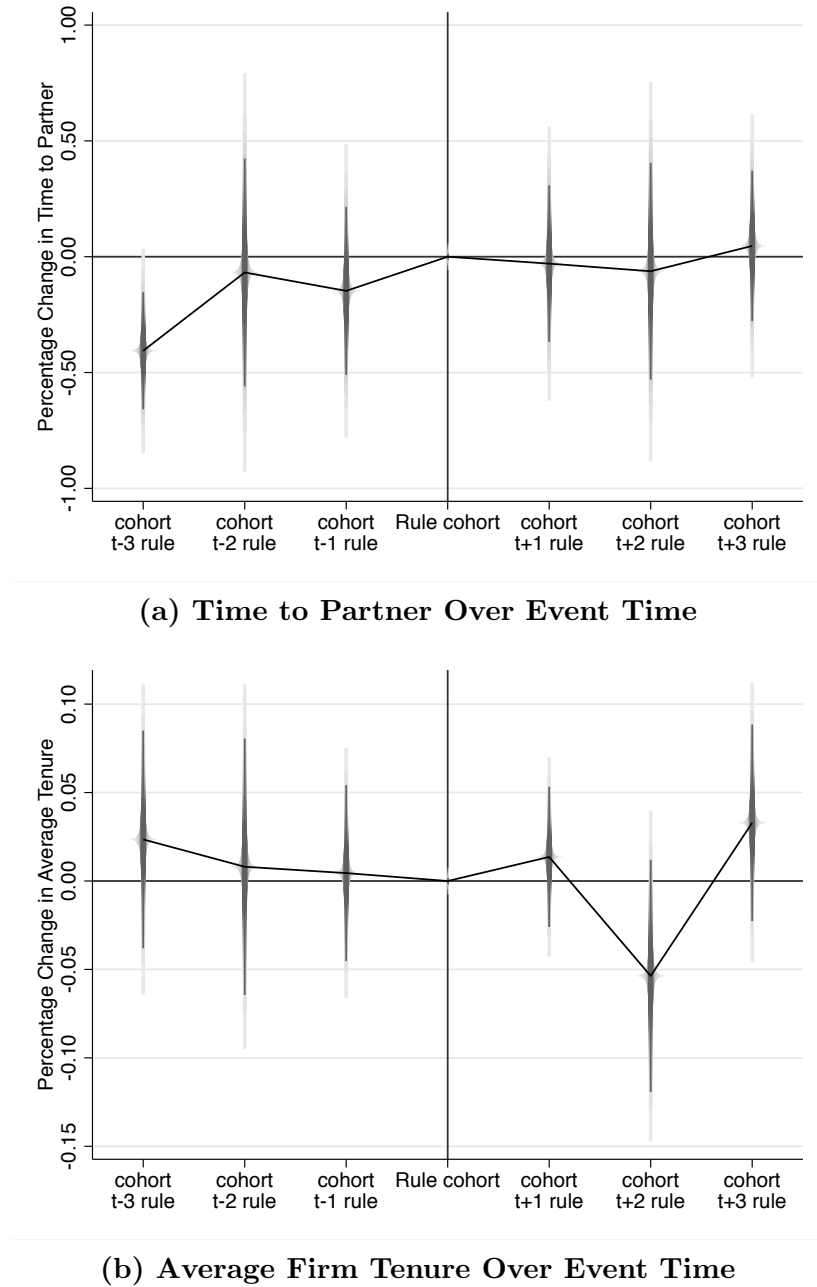 Percentage Change in Time to Partner
1.00
0.50
0.00
-0.50
-1.00
cohort cohort cohort Rule cohort cohort cohort cohort
t-3 rule t-2 rule t-1 rule t+1 rule t+2 rule t+3 rule
(a) Time to Partner Over Event Time
Percentage Change in Average Tenure
0.10
0.05
0.00
-0.05
-0.10
-0.15
cohort cohort cohort Rule cohort cohort cohort cohort
t-3 rule t-2 rule t-1 rule t+1 rule t+2 rule t+3 rule
(b) Average Firm Tenure Over Event Time